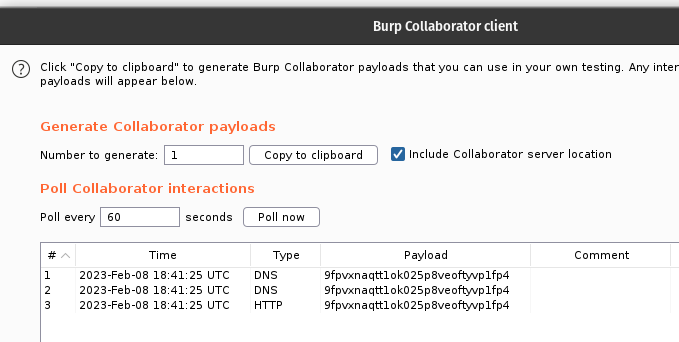 Burp Collaborator client
? Click "Copy to clipboard" to generate Burp Collaborator payloads that you can use in your own testing. Any inter
payloads will appear below.
Generate Collaborator payloads
Number to generate: 1 Copy to clipboard Include Collaborator server location
Poll Collaborator interactions
Poll every 60 seconds Poll now
# Time Type Payload Comment
1 2023-Feb-08 18:41:25 UTC DNS 9fpvxnaqtt1ok025p8veoftyvp1fp4
2 2023-Feb-08 18:41:25 UTC DNS 9fpvxnaqtt1ok025p8veoftyvp1fp4
3 2023-Feb-08 18:41:25 UTC HTTP 9fpvxnaqtt1ok025p8veoftyvp1fp4